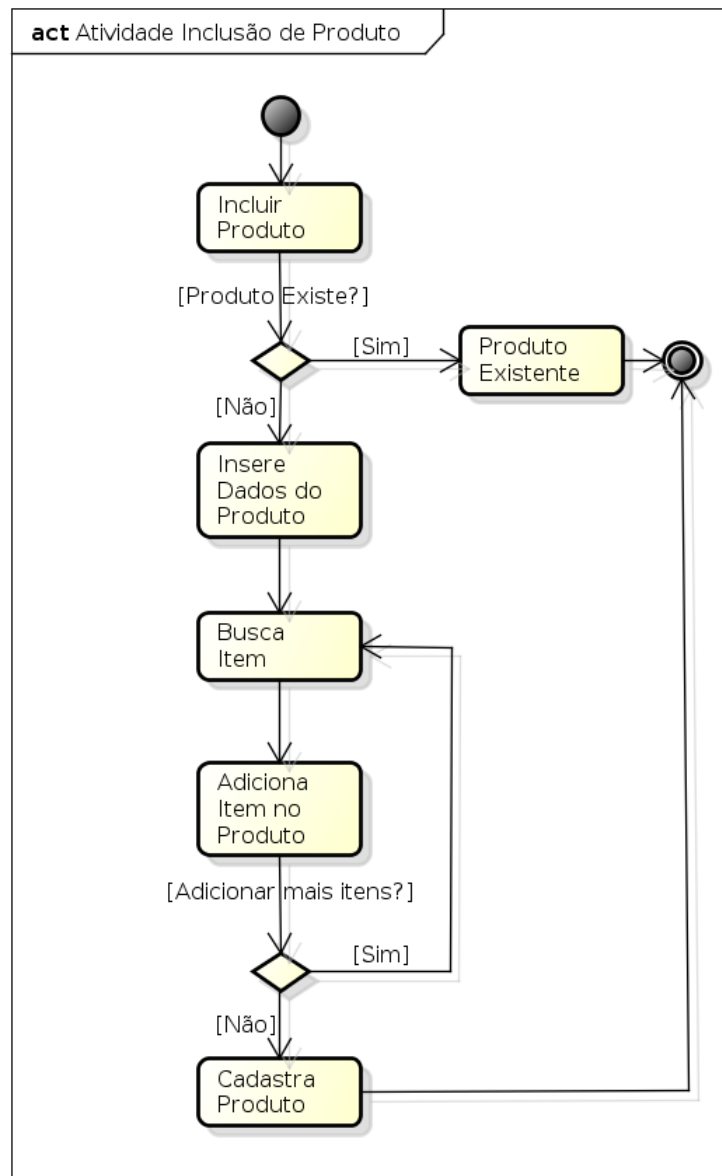 act Atividade Inclusão de Produto
Incluir
Produto
[Produto Existe?]
[Sim]
Produto
Existente
[Não]
Insere
Dados do
Produto
Busca
Item
Adiciona
Item no
Produto
[Adicionar mais itens?]
[Sim]
[Não]
Cadastra
Produto